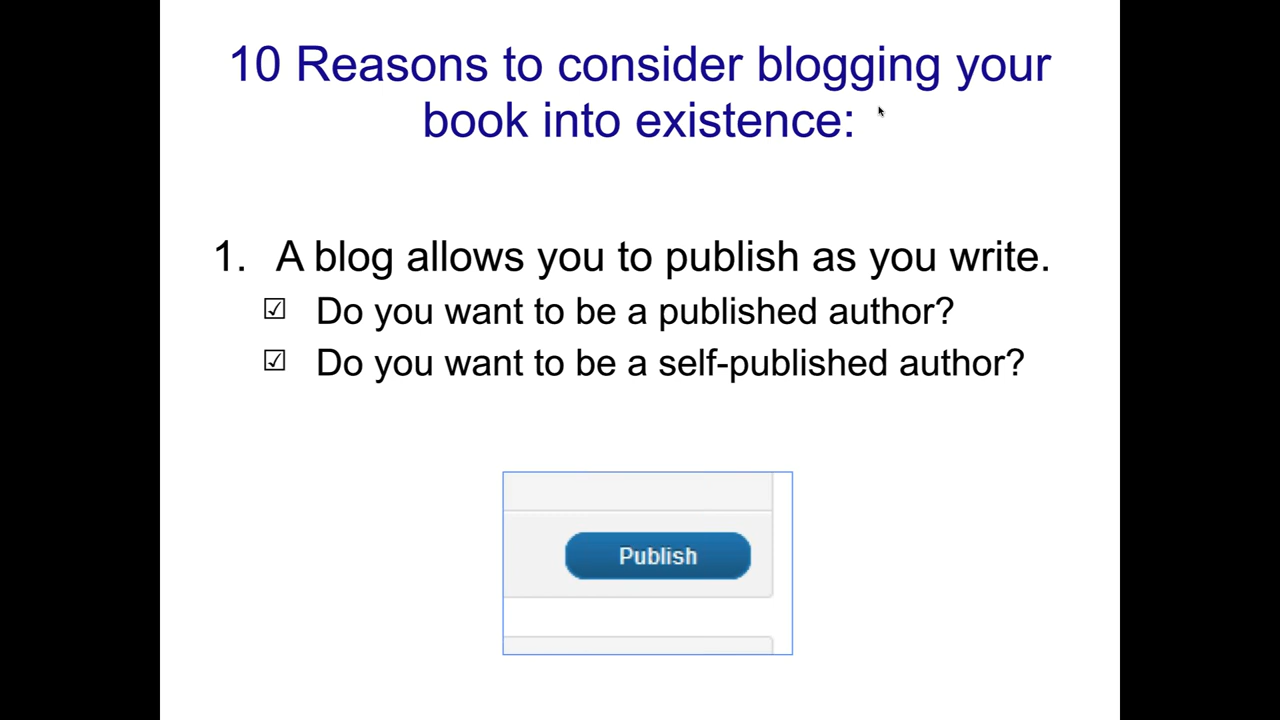 10 Reasons to consider blogging your
book into existence:
1. A blog allows you to publish as you write.
☑ Do you want to be a published author?
☑ Do you want to be a self-published author?
Publish